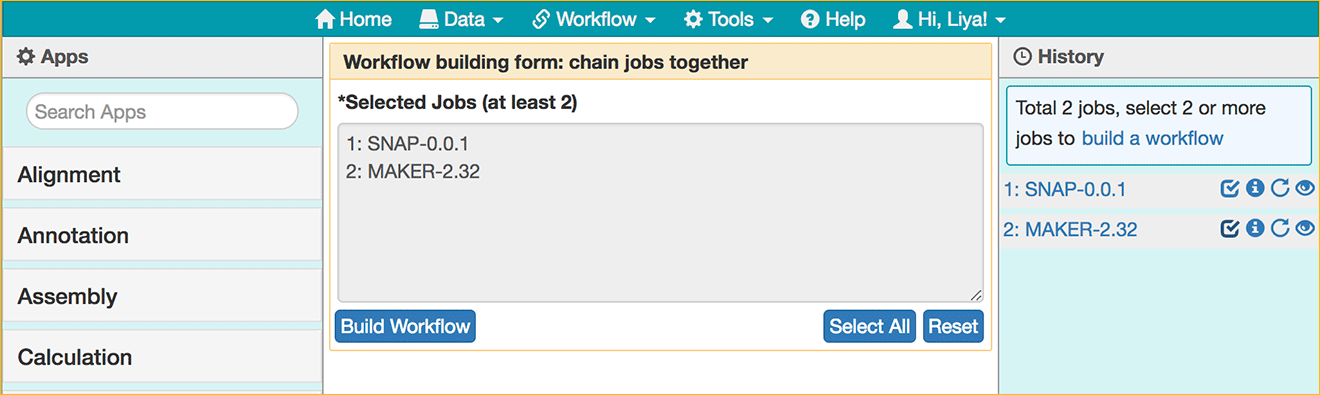 Home Data Workflow Tools Help Hi, Liya!
Apps
Search Apps
Alignment
Annotation
Assembly
Calculation
Workflow building form: chain jobs together
*Selected Jobs (at least 2)
1: SNAP-0.0.1
2: MAKER-2.32
Build Workflow Select All Reset
History
Total 2 jobs, select 2 or more
jobs to build a workflow
1: SNAP-0.0.1
2: MAKER-2.32